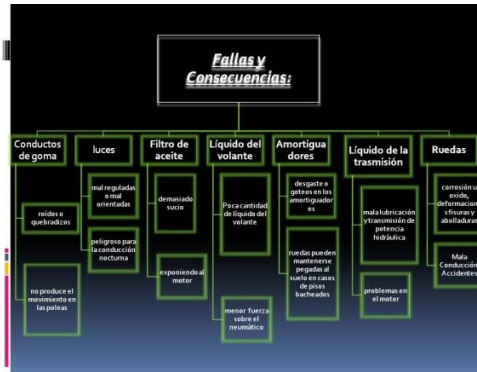 Fallas y
Consecuencias:
Conductos
de goma
roídos o
quebradizos
no produce el
movimiento en
las poleas
luces
mal reguladas
o mal
orientadas
peligroso para
la conducción
nocturna
Filtro de
aceite
demasiado
sucio
exponiendo al
motor
Líquido del
volante
Poca cantidad
de líquido del
volante
menor fuerza
sobre el
neumático
Amortigua
dores
desgaste o
goteos en los
amortiguador
es
ruedas pueden
mantenerse
pegadas al
suelo en casos
de pisos
bacheados
Líquido de la
trasmisión
mala lubricación
y transmisión de
potencia
hidráulica
problemas en
el motor
Ruedas
corrosión u
oxido,
deformacion
s fisuras y
abolladuras
Mala
Conducción
Accidentes